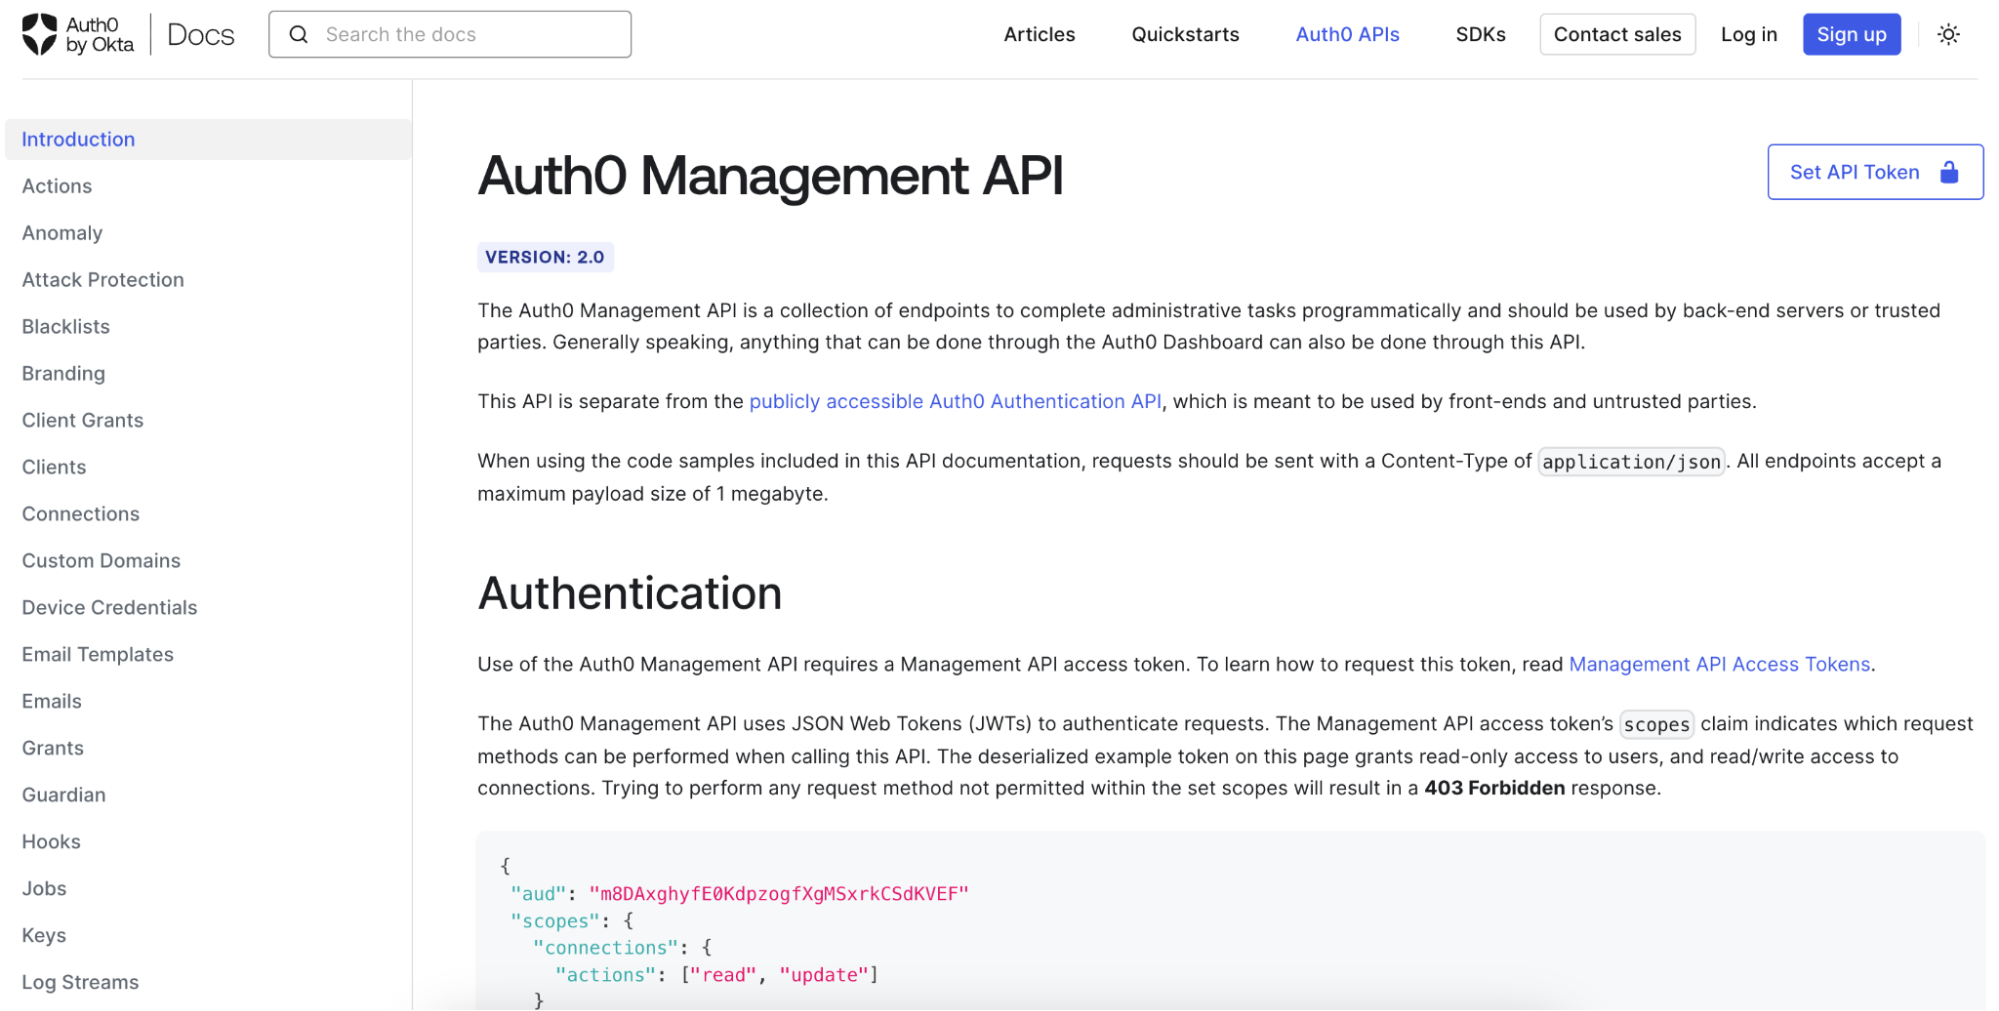 Auth0
by Okta
Docs
Search the docs
Articles
Quickstarts
Auth0 APIs
SDKs
Contact sales
Log in
Sign up
Introduction
Actions
Anomaly
Attack Protection
Blacklists
Branding
Client Grants
Clients
Connections
Custom Domains
Device Credentials
Email Templates
Emails
Grants
Guardian
Hooks
Jobs
Keys
Log Streams
Auth0 Management API
Set API Token
VERSION: 2.0
The Auth0 Management API is a collection of endpoints to complete administrative tasks programmatically and should be used by back-end servers or trusted
parties. Generally speaking, anything that can be done through the Auth0 Dashboard can also be done through this API.
This API is separate from the publicly accessible Auth0 Authentication API, which is meant to be used by front-ends and untrusted parties.
When using the code samples included in this API documentation, requests should be sent with a Content-Type of application/json. All endpoints accept a
maximum payload size of 1 megabyte.
Authentication
Use of the Auth0 Management API requires a Management API access token. To learn how to request this token, read Management API Access Tokens.
The Auth0 Management API uses JSON Web Tokens (JWTs) to authenticate requests. The Management API access token’s scopes claim indicates which request
methods can be performed when calling this API. The deserialized example token on this page grants read-only access to users, and read/write access to
connections. Trying to perform any request method not permitted within the set scopes will result in a 403 Forbidden response.
{
"aud": "m8DAxghyfE0KdpzogfXgMSxrkCSdKVEF"
"scopes": {
"connections": {
"actions": ["read", "update"]
}